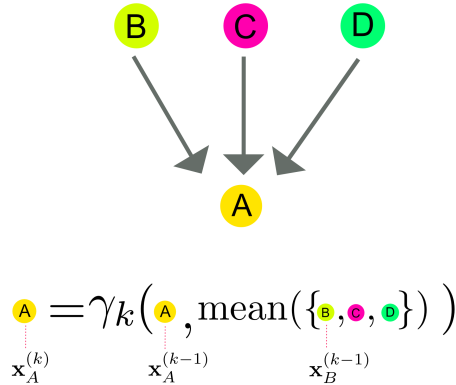 B C D
A
A = γₖ( A , mean({ B , C , D }) )
x_A^(k) x_A^(k−1) x_B^(k−1)